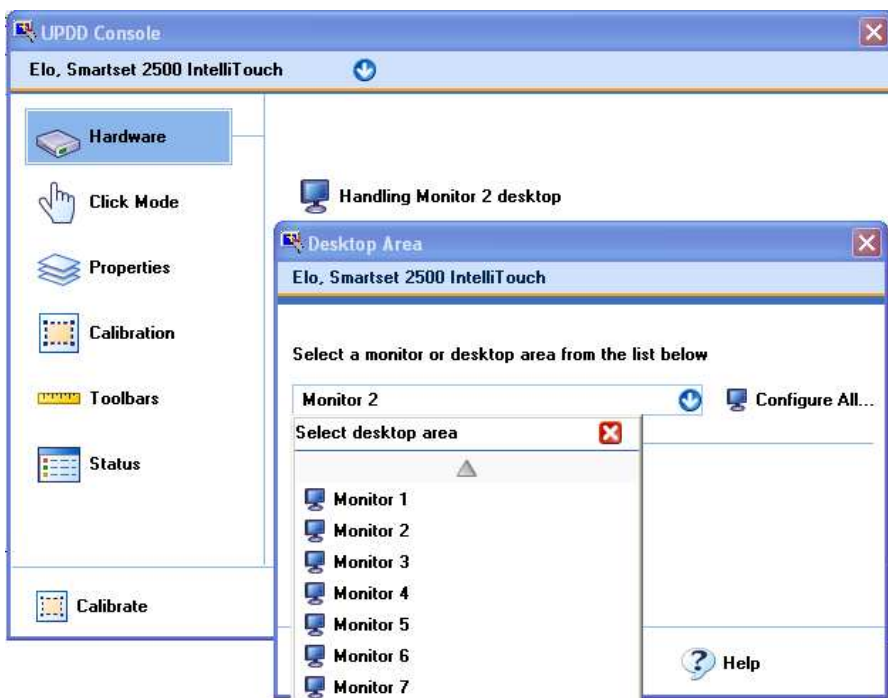 UPDD Console
Elo, Smartset 2500 IntelliTouch
Hardware
Click Mode
Properties
Calibration
Toolbars
Status
Calibrate
Handling Monitor 2 desktop
Desktop Area
Elo, Smartset 2500 IntelliTouch
Select a monitor or desktop area from the list below
Monitor 2
Configure All...
Select desktop area
Monitor 1
Monitor 2
Monitor 3
Monitor 4
Monitor 5
Monitor 6
Monitor 7
Help